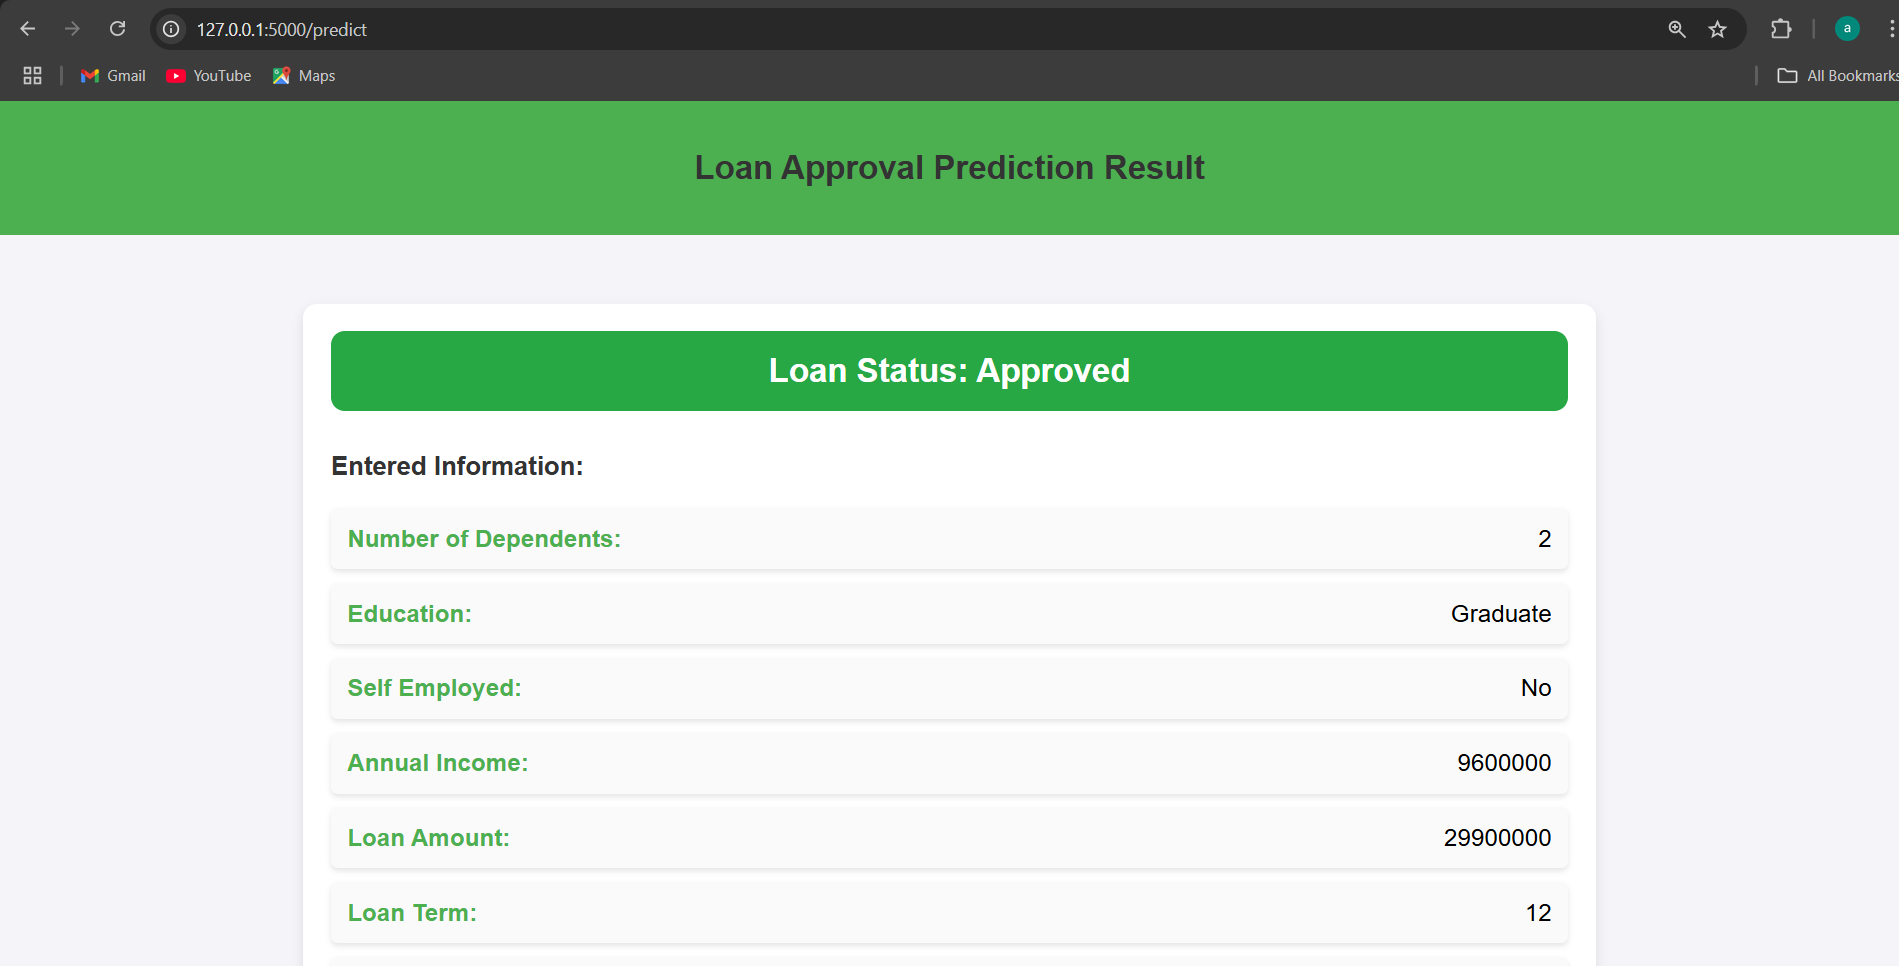 127.0.0.1:5000/predict
a
Gmail YouTube Maps All Bookmarks
Loan Approval Prediction Result
Loan Status: Approved
Entered Information:
Number of Dependents: 2
Education: Graduate
Self Employed: No
Annual Income: 9600000
Loan Amount: 29900000
Loan Term: 12